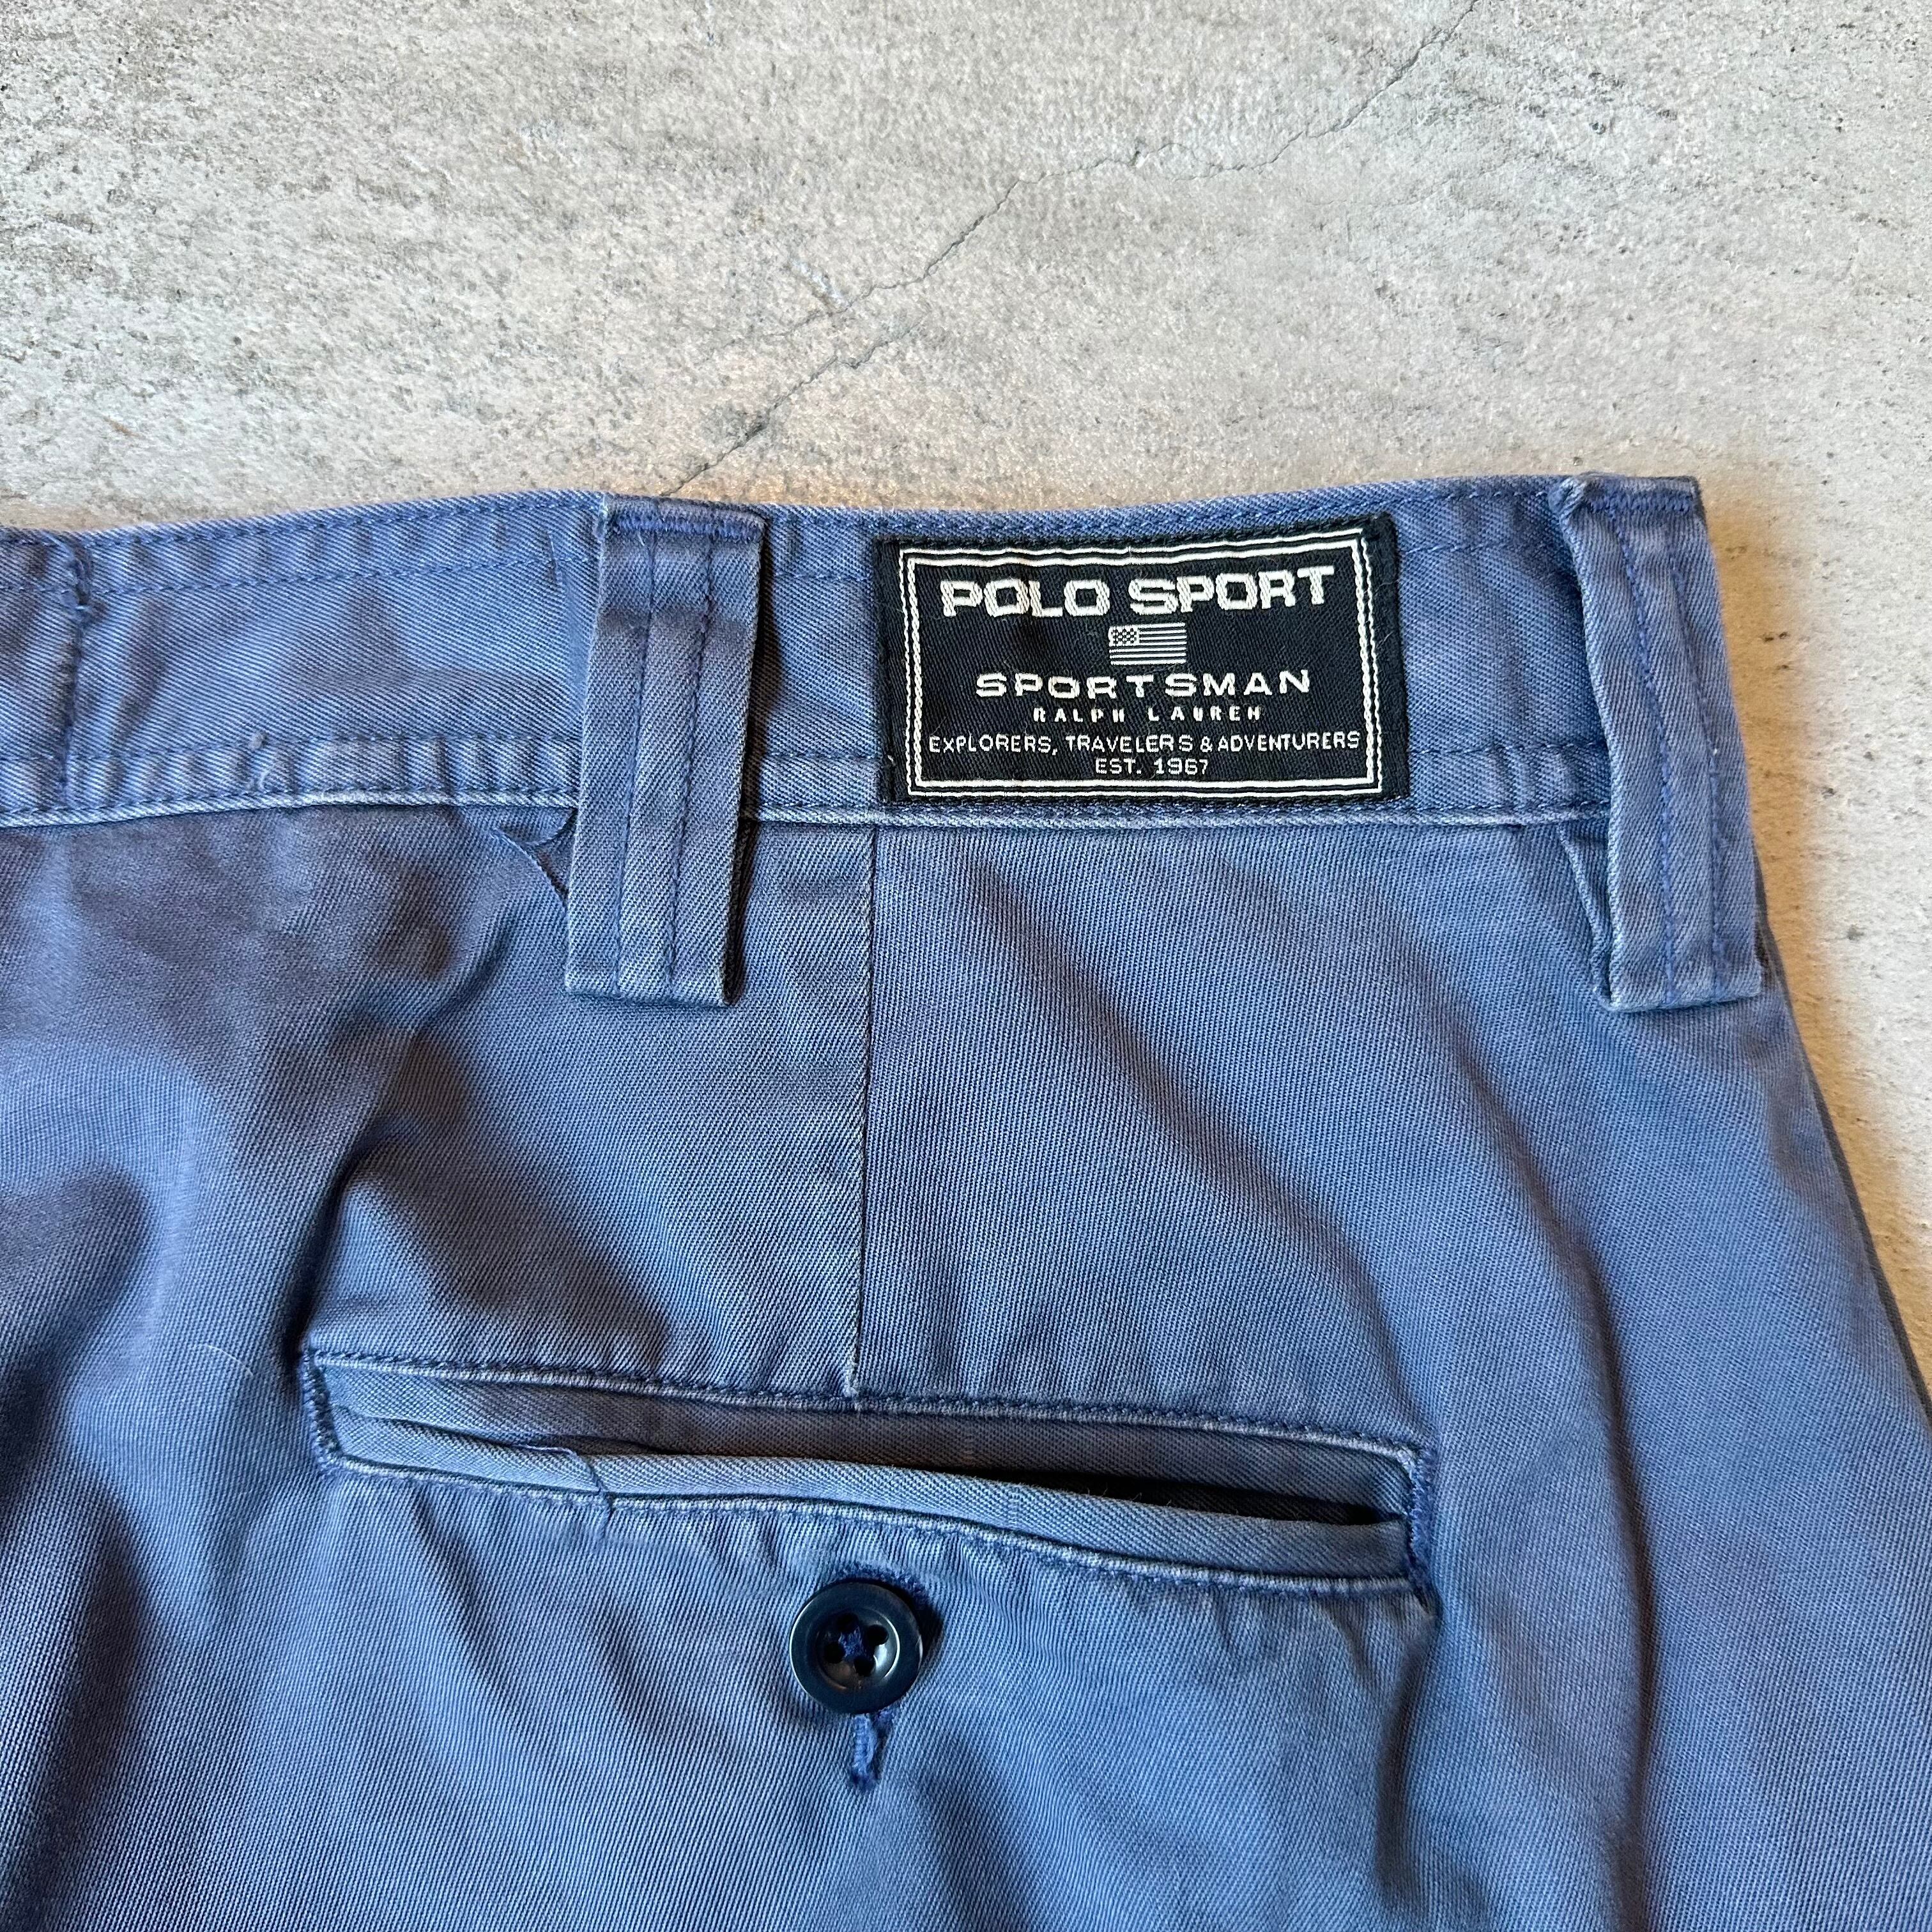 POLO SPORT
SPORTSMAN
RALPH LAUREN
EXPLORERS, TRAVELERS & ADVENTURERS
EST. 1967